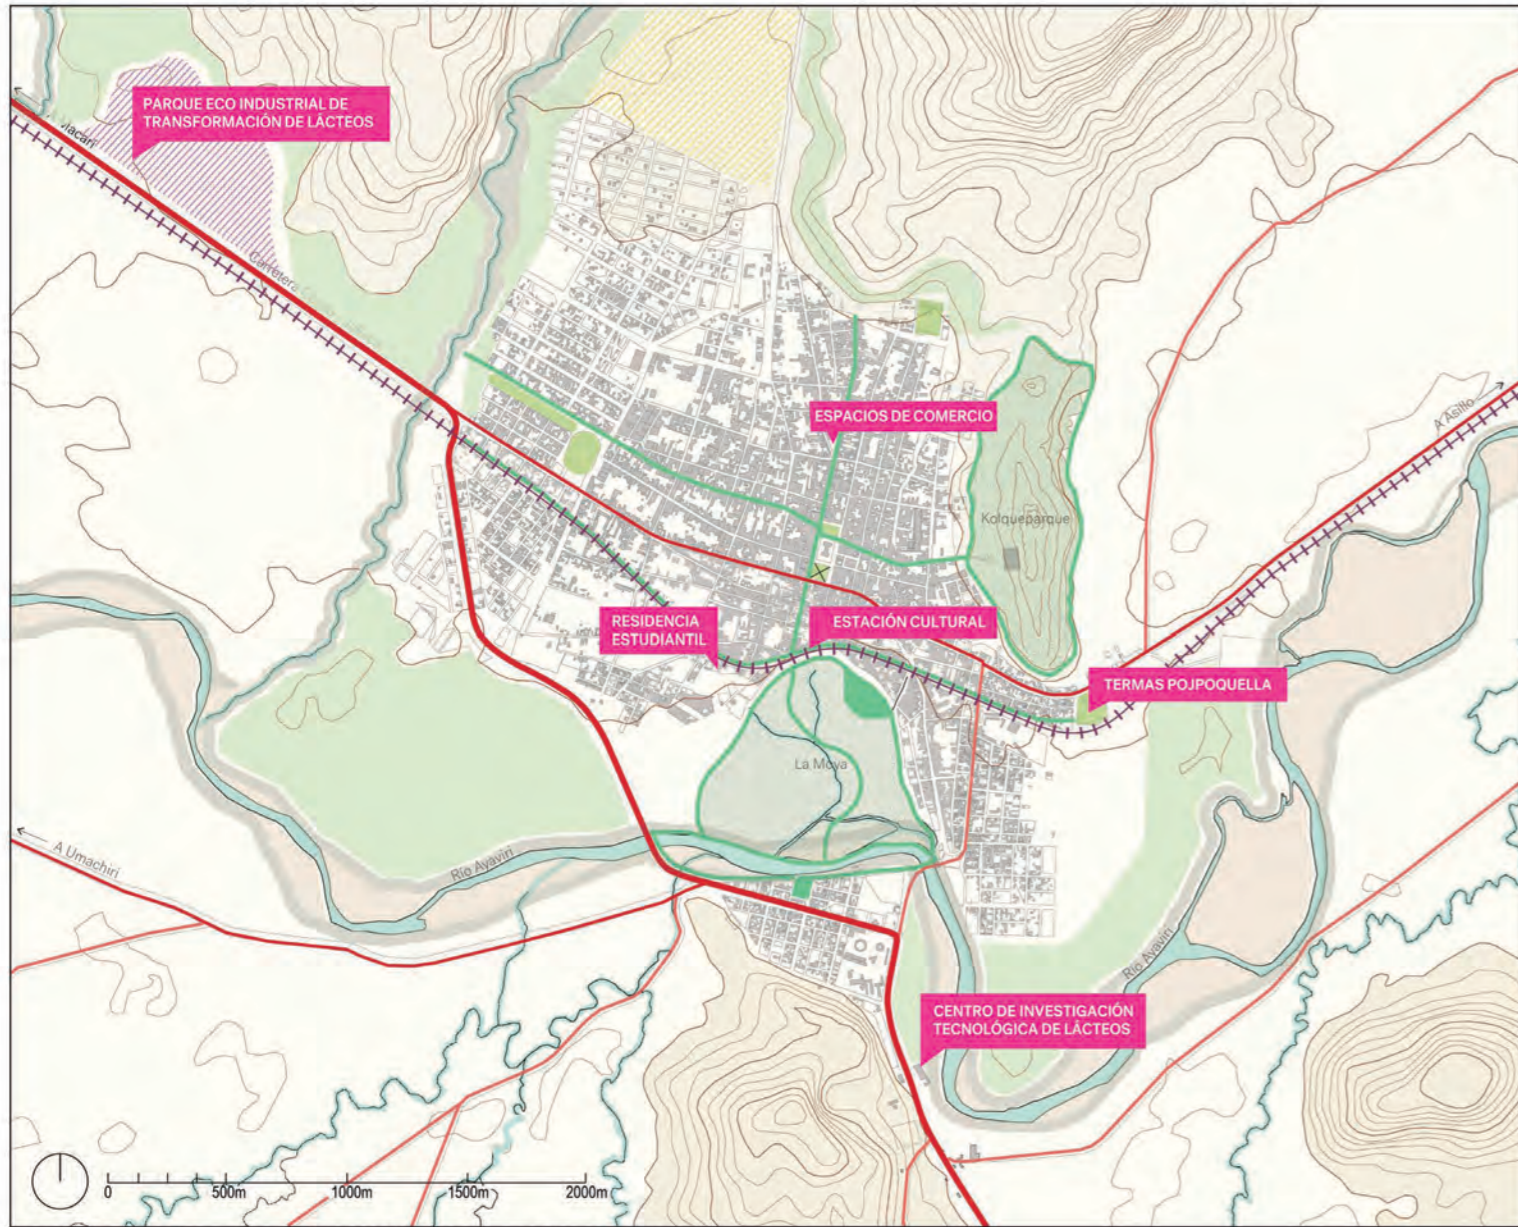 PARQUE ECO INDUSTRIAL DE
TRANSFORMACIÓN DE LÁCTEOS
Macari
Carretera
ESPACIOS DE COMERCIO
A Asillo
Kolqueparque
RESIDENCIA
ESTUDIANTIL
ESTACIÓN CULTURAL
TERMAS POJPOQUELLA
La Moya
A Umachiri
Río Ayaviri
Río Ayaviri
CENTRO DE INVESTIGACIÓN
TECNOLÓGICA DE LÁCTEOS
0 500m 1000m 1500m 2000m